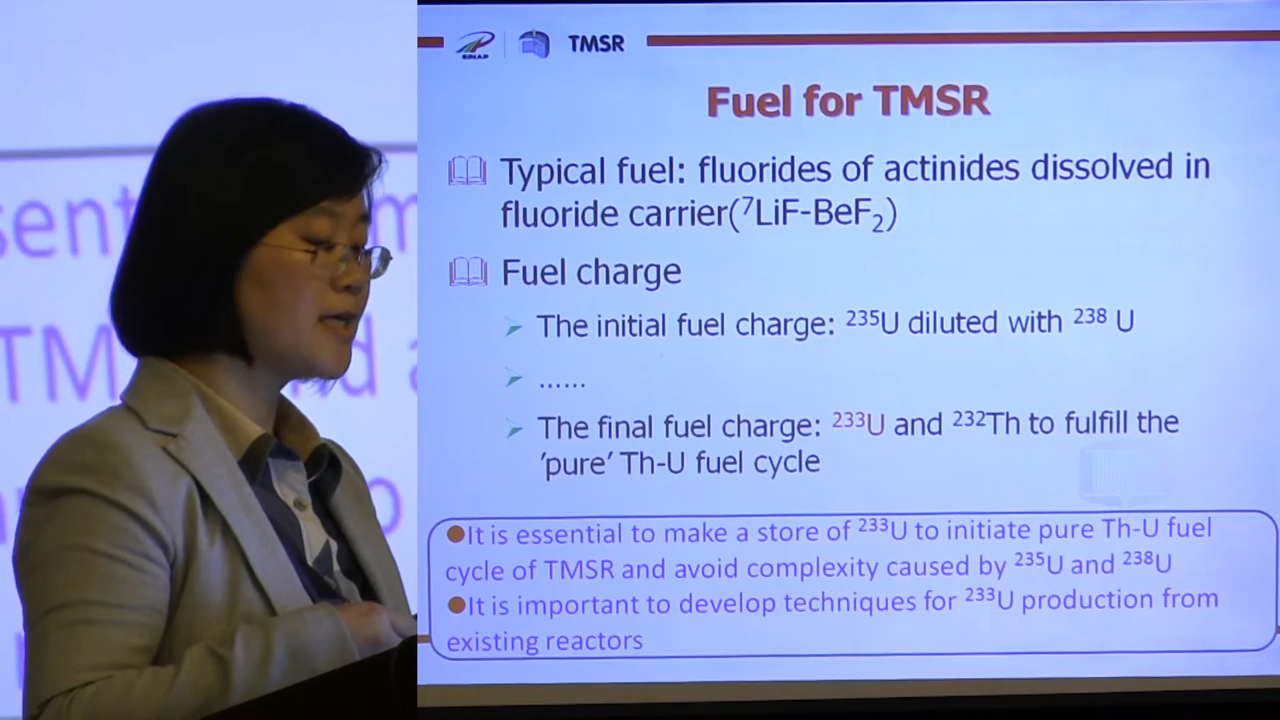 SINAP
TMSR
Fuel for TMSR
Typical fuel: fluorides of actinides dissolved in
fluoride carrier(⁷LiF-BeF₂)
Fuel charge
The initial fuel charge: ²³⁵U diluted with ²³⁸ U
……
The final fuel charge: ²³³U and ²³²Th to fulfill the
'pure' Th-U fuel cycle
●It is essential to make a store of ²³³U to initiate pure Th-U fuel
cycle of TMSR and avoid complexity caused by ²³⁵U and ²³⁸U
●It is important to develop techniques for ²³³U production from
existing reactors